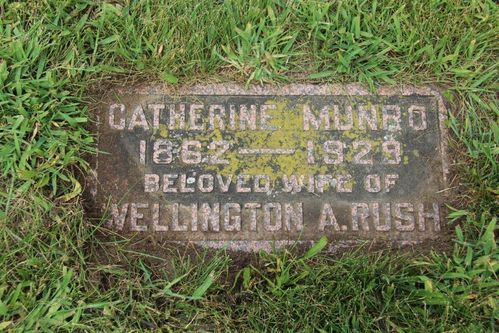 CATHERINE MUNRO
1862 — 1929
BELOVED WIFE OF
WELLINGTON A. RUSH